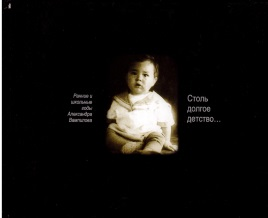 Ранние и
школьные
годы
Александра
Вампилова
Столь
долгое
детство...